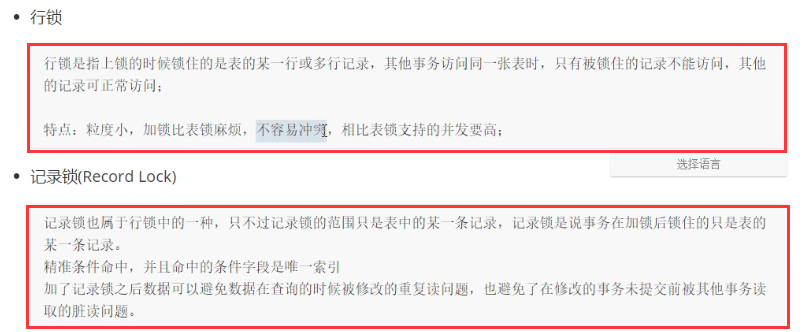 行锁
行锁是指上锁的时候锁住的是表的某一行或多行记录，其他事务访问同一张表时，只有被锁住的记录不能访问，其他
的记录可正常访问；
特点：粒度小，加锁比表锁麻烦，不容易冲突，相比表锁支持的并发要高；
选择语言
记录锁(Record Lock)
记录锁也属于行锁中的一种，只不过记录锁的范围只是表中的某一条记录，记录锁是说事务在加锁后锁住的只是表的
某一条记录。
精准条件命中，并且命中的条件字段是唯一索引
加了记录锁之后数据可以避免数据在查询的时候被修改的重复读问题，也避免了在修改的事务未提交前被其他事务读
取的脏读问题。